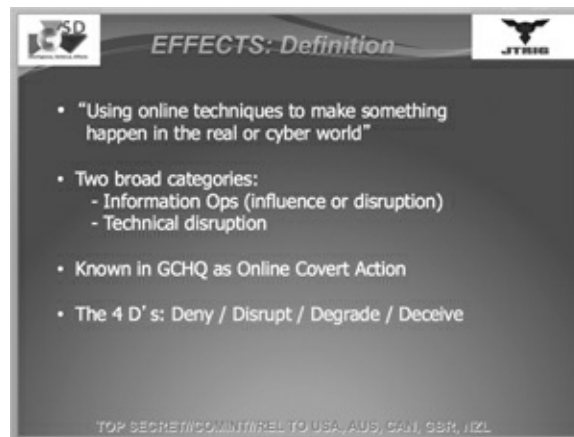 SD
EFFECTS: Definition
JTRIG
• “Using online techniques to make something
happen in the real or cyber world”
• Two broad categories:
- Information Ops (influence or disruption)
- Technical disruption
• Known in GCHQ as Online Covert Action
• The 4 D's: Deny / Disrupt / Degrade / Deceive
TOP SECRET//COMINT//REL TO USA, AUS, CAN, GBR, NZL